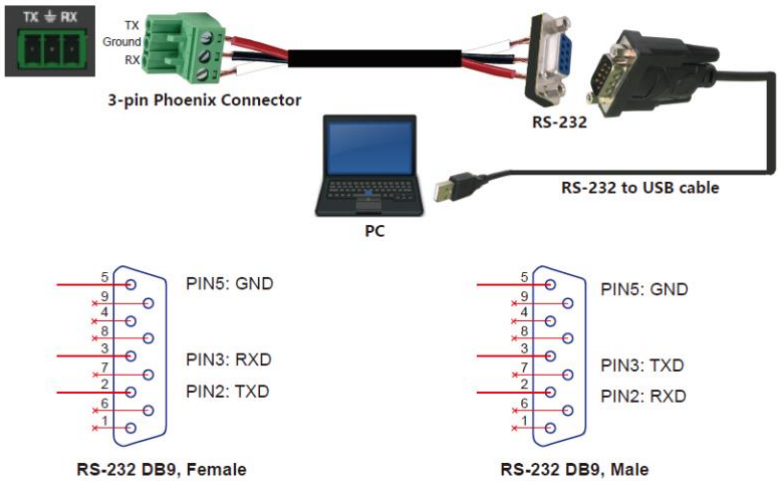 TX ⏚ RX
TX
Ground
RX
3-pin Phoenix Connector
RS-232
RS-232 to USB cable
PC
5
9
4
8
3
7
2
6
1
PIN5: GND
PIN3: RXD
PIN2: TXD
RS-232 DB9, Female
5
9
4
8
3
7
2
6
1
PIN5: GND
PIN3: TXD
PIN2: RXD
RS-232 DB9, Male